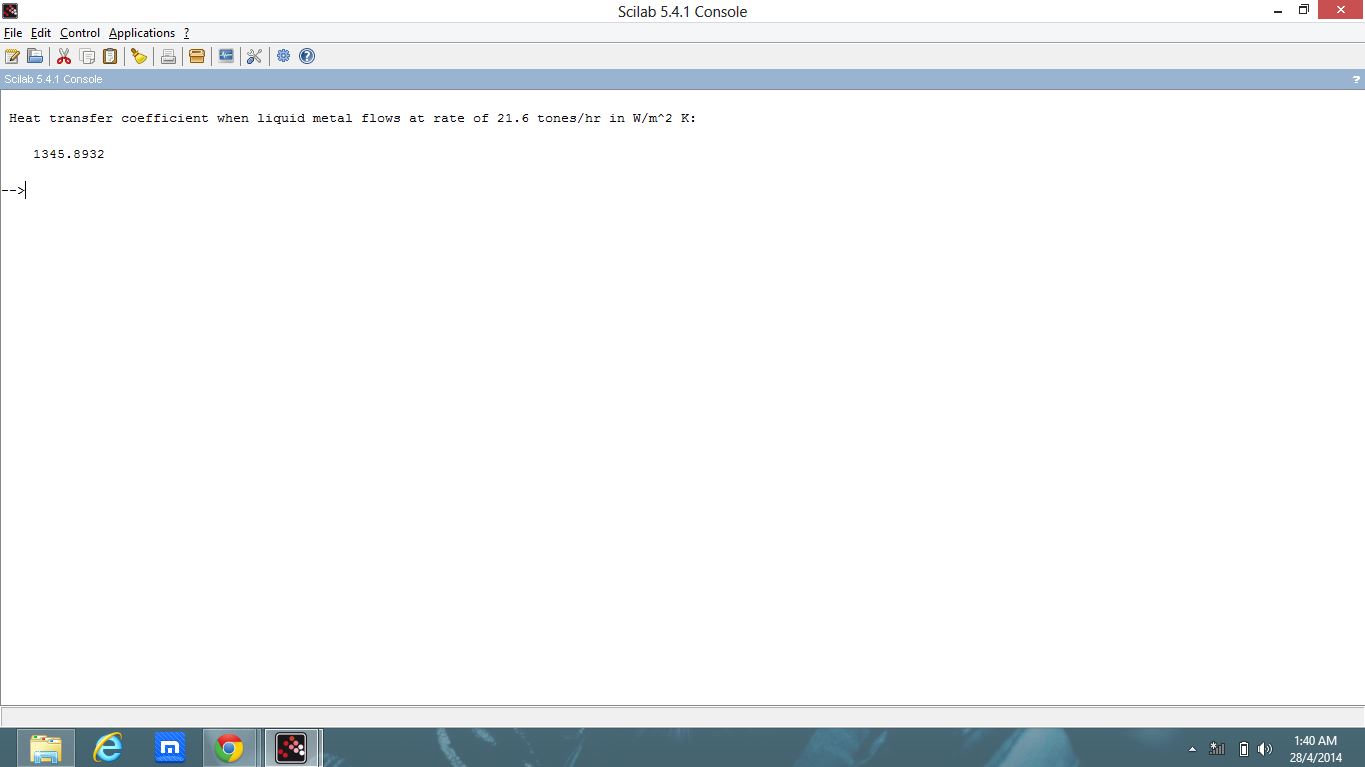 Scilab 5.4.1 Console
File Edit Control Applications ?
Scilab 5.4.1 Console ?
Heat transfer coefficient when liquid metal flows at rate of 21.6 tones/hr in W/m^2 K:
1345.8932
-->
1:40 AM
28/4/2014